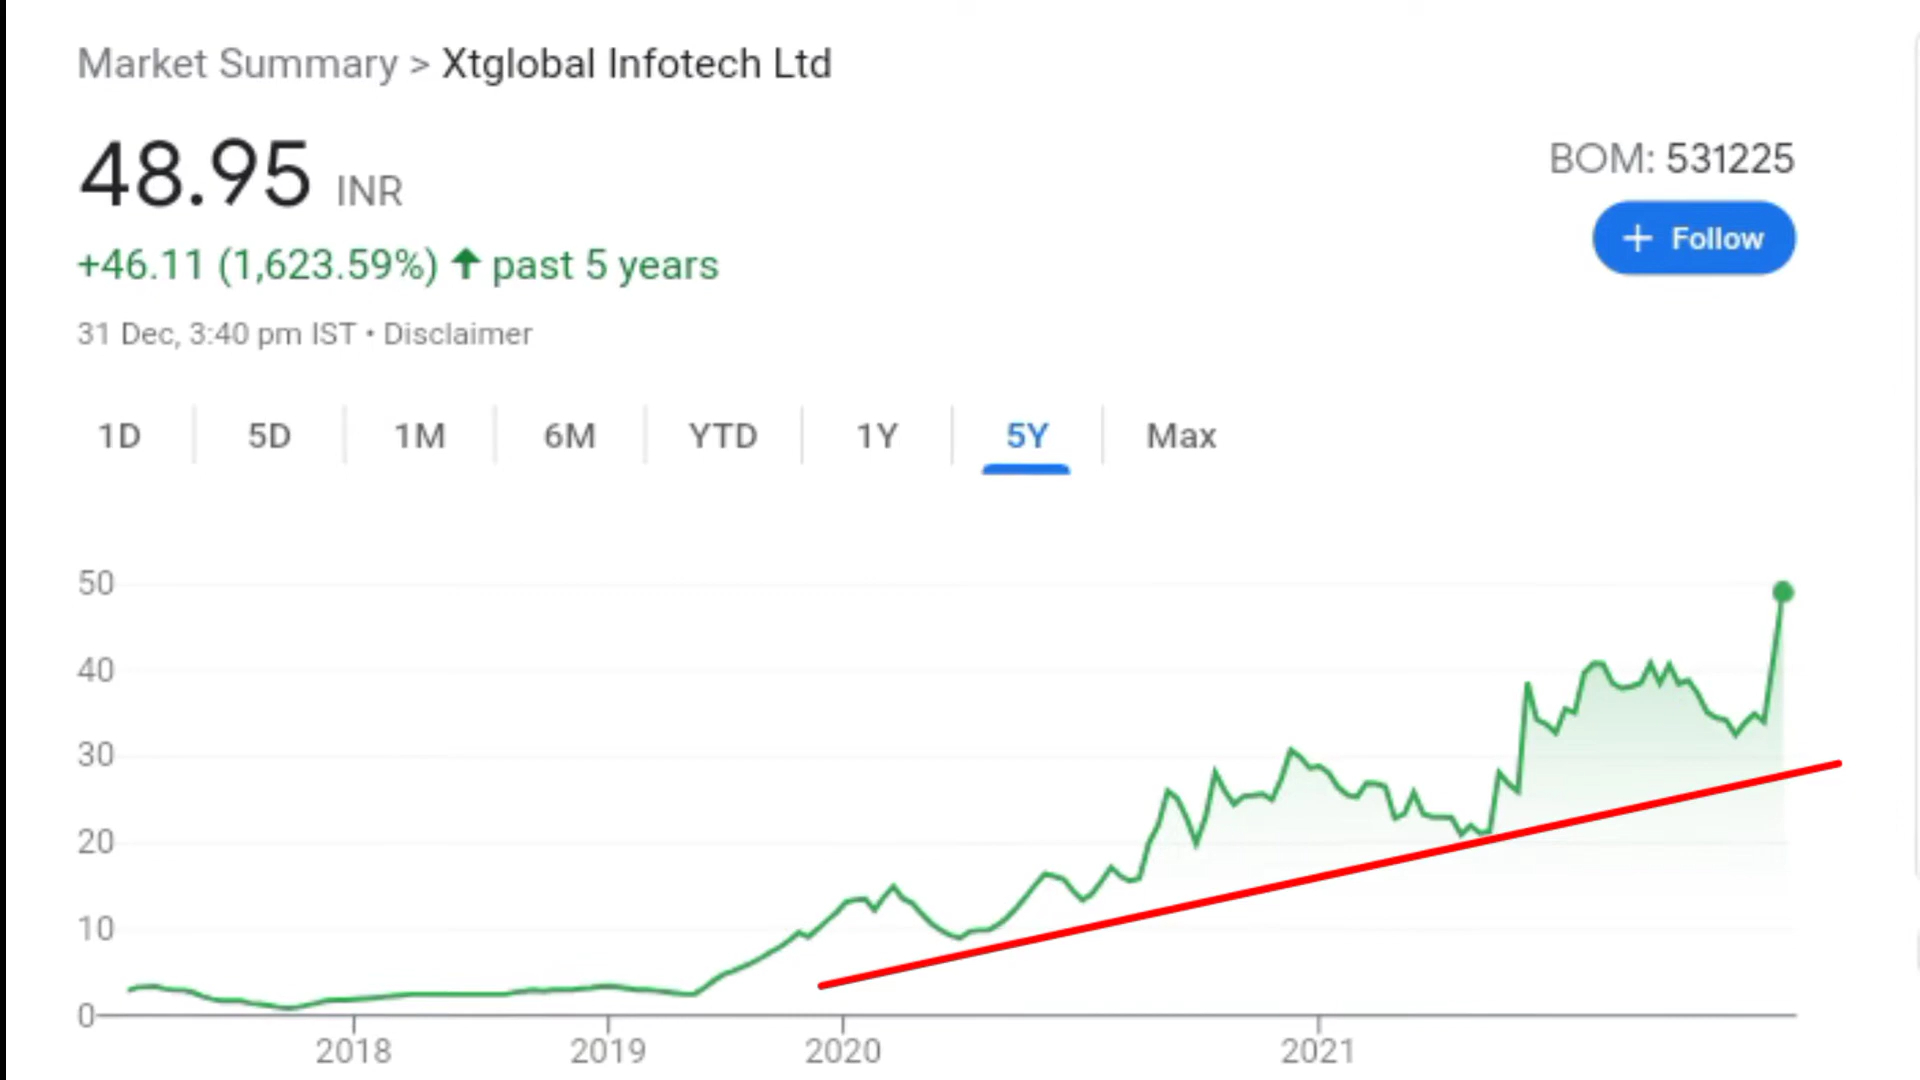 Market Summary > Xtglobal Infotech Ltd
48.95 INR
BOM: 531225
+ Follow
+46.11 (1,623.59%) ↑ past 5 years
31 Dec, 3:40 pm IST • Disclaimer
1D 5D 1M 6M YTD 1Y 5Y Max
50
40
30
20
10
0
2018 2019 2020 2021